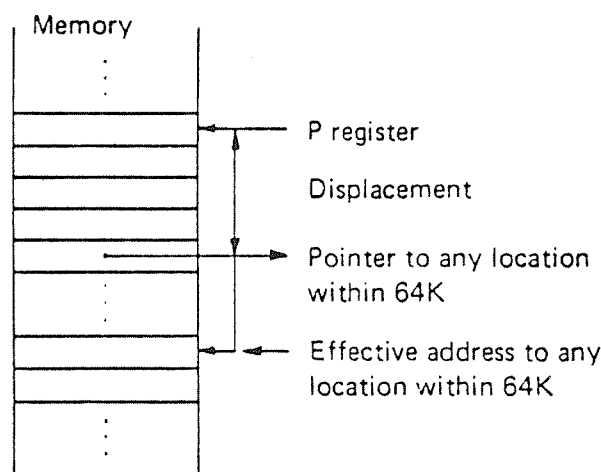 Memory
P register
Displacement
Pointer to any location
within 64K
Effective address to any
location within 64K